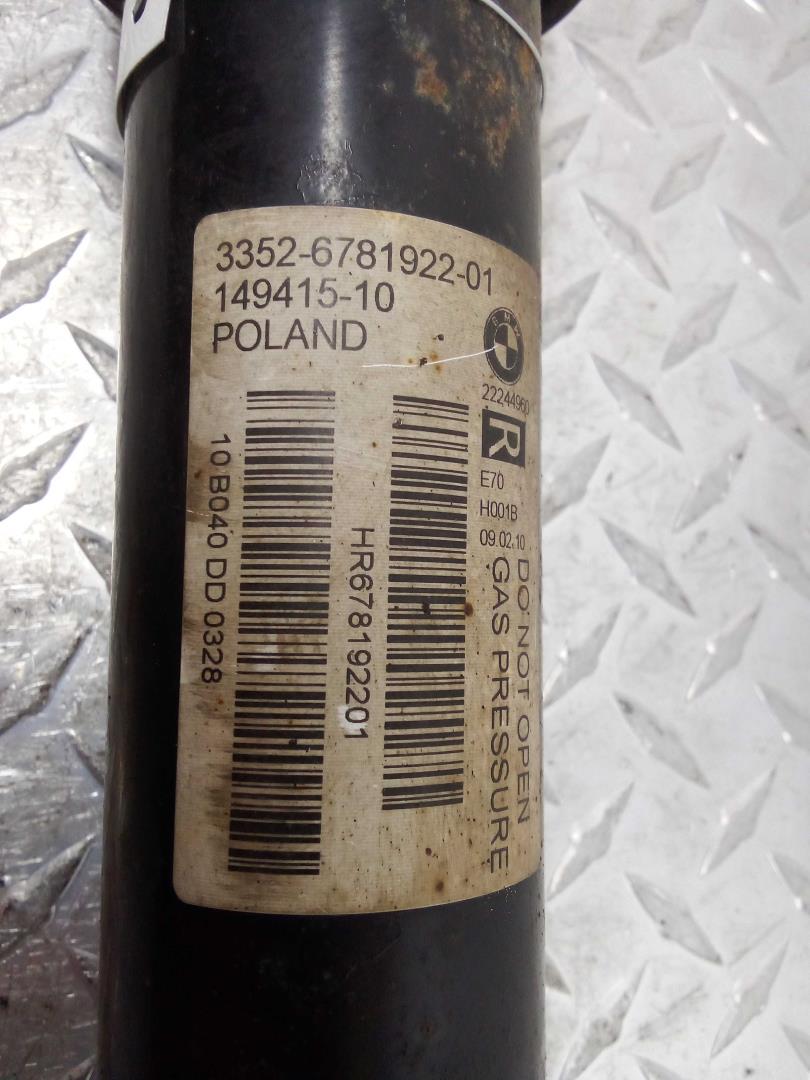 3352-6781922-01
149415-10
POLAND
BMW
22244960
R
E70
H001B
09.02.10
DO NOT OPEN
GAS PRESSURE
HR678192201
10 B040 DD 0328